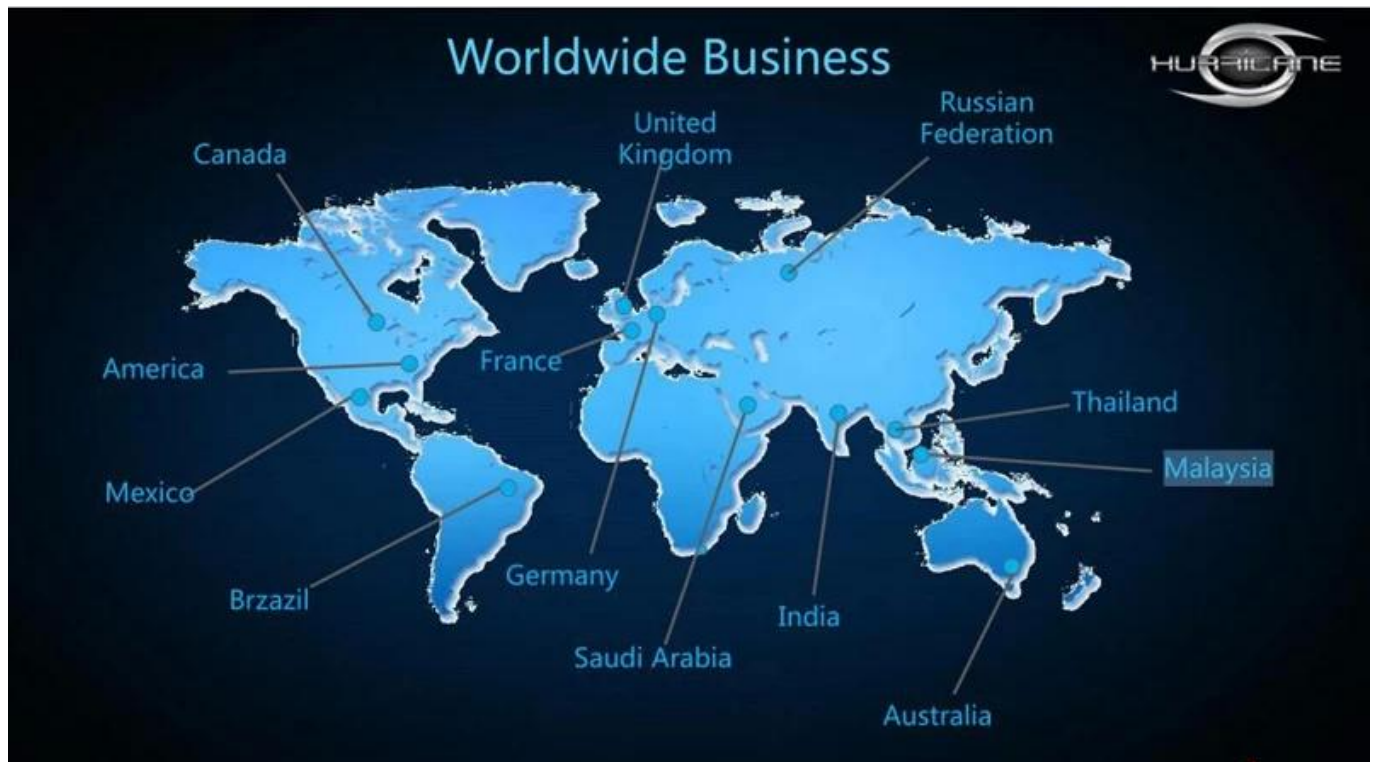 Worldwide Business
HURRICANE
Russian
Federation
United
Kingdom
Canada
France
America
Thailand
Malaysia
Mexico
Germany
Brzazil
India
Saudi Arabia
Australia